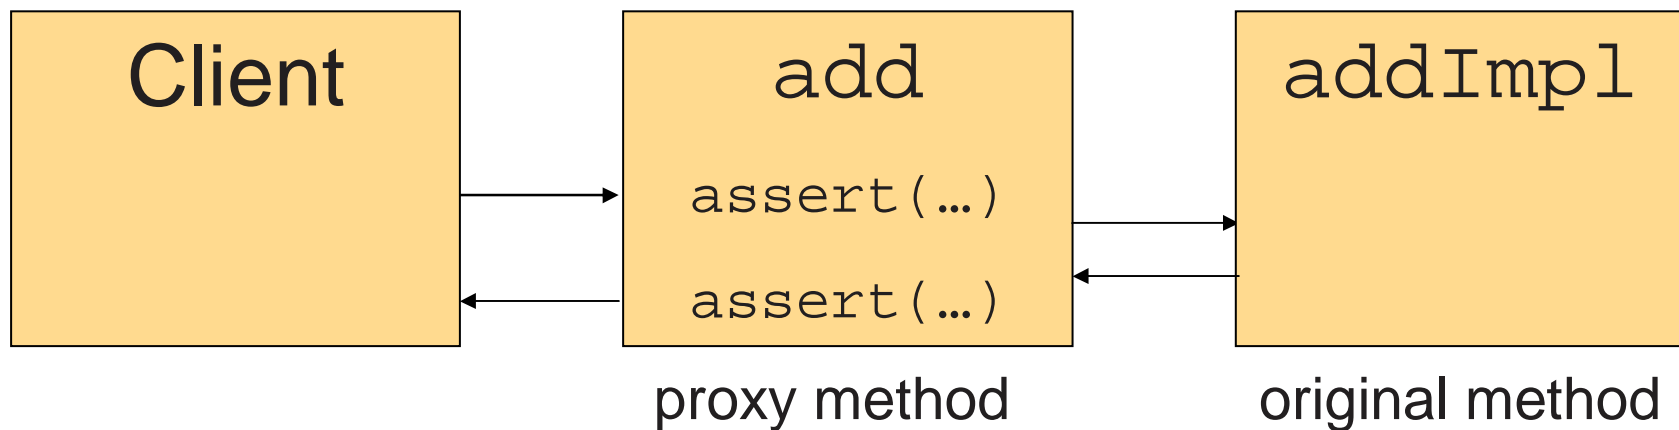 Client
add
assert(…)
assert(…)
proxy method
addImpl
original method